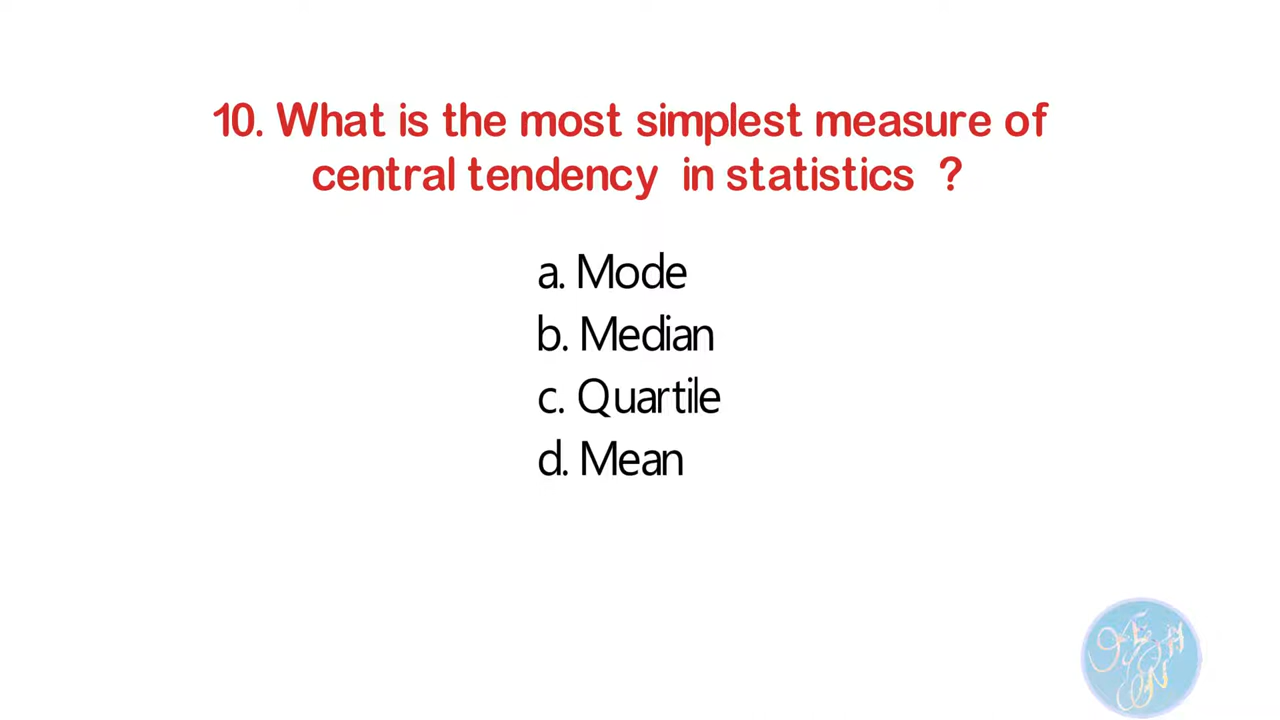 10. What is the most simplest measure of
central tendency in statistics ?
a. Mode
b. Median
c. Quartile
d. Mean